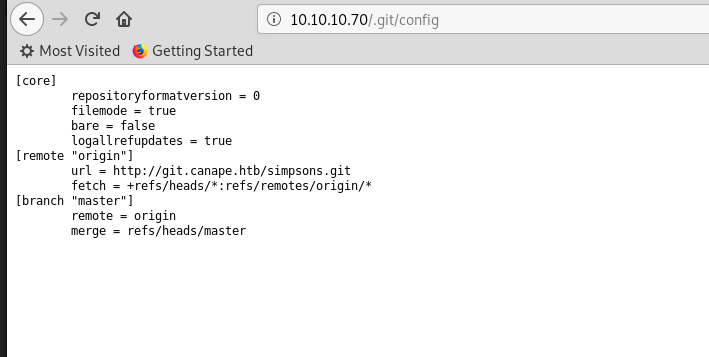 10.10.10.70/.git/config
Most Visited Getting Started
[core]
repositoryformatversion = 0
filemode = true
bare = false
logallrefupdates = true
[remote "origin"]
url = http://git.canape.htb/simpsons.git
fetch = +refs/heads/*:refs/remotes/origin/*
[branch "master"]
remote = origin
merge = refs/heads/master